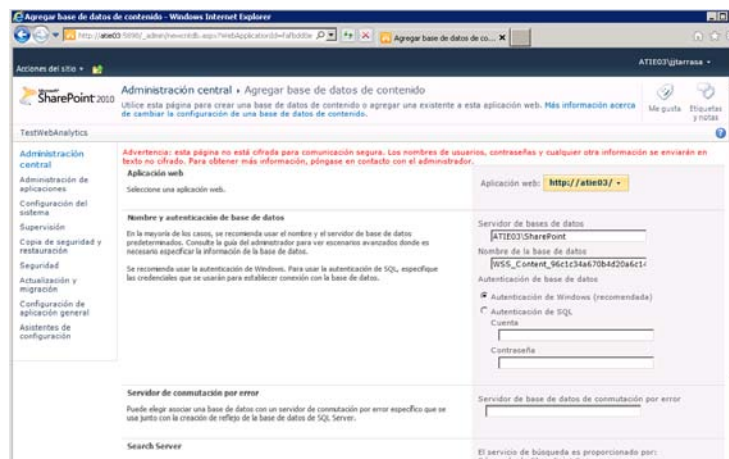 Agregar base de datos de contenido - Windows Internet Explorer
Agregar base de datos de co... X
Acciones del sitio
ATIE03\jjtarrasa
Microsoft
SharePoint 2010
Administración central ▸ Agregar base de datos de contenido
Utilice esta página para crear una base de datos de contenido o agregar una existente a esta aplicación web. Más información acerca
de cambiar la configuración de una base de datos de contenido.
Me gusta
Etiquetas
y notas
TestWebAnalytics
Administración
central
Administración de
aplicaciones
Configuración del
sistema
Supervisión
Copia de seguridad y
restauración
Seguridad
Actualización y
migración
Configuración de
aplicación general
Asistentes de
configuración
Advertencia: esta página no está cifrada para comunicación segura. Los nombres de usuarios, contraseñas y cualquier otra información se enviarán en
texto no cifrado. Para obtener más información, póngase en contacto con el administrador.
Aplicación web
Seleccione una aplicación web.
Aplicación web: http://atie03/
Nombre y autenticación de base de datos
En la mayoría de los casos, se recomienda usar el nombre y el servidor de base de datos
predeterminados. Consulte la guía del administrador para ver escenarios avanzados donde es
necesario especificar la información de la base de datos.
Se recomienda usar la autenticación de Windows. Para usar la autenticación de SQL, especifique
las credenciales que se usarán para establecer conexión con la base de datos.
Servidor de bases de datos
ATIE03\SharePoint
Nombre de la base de datos
WSS_Content_96c1c34a670b4d20a6c14
Autenticación de base de datos
Autenticación de Windows (recomendada)
Autenticación de SQL
Cuenta
Contraseña
Servidor de conmutación por error
Puede elegir asociar una base de datos con un servidor de conmutación por error específico que se
usa junto con la creación de reflejo de la base de datos de SQL Server.
Servidor de base de datos de conmutación por error
Search Server
El servicio de búsqueda es proporcionado por: